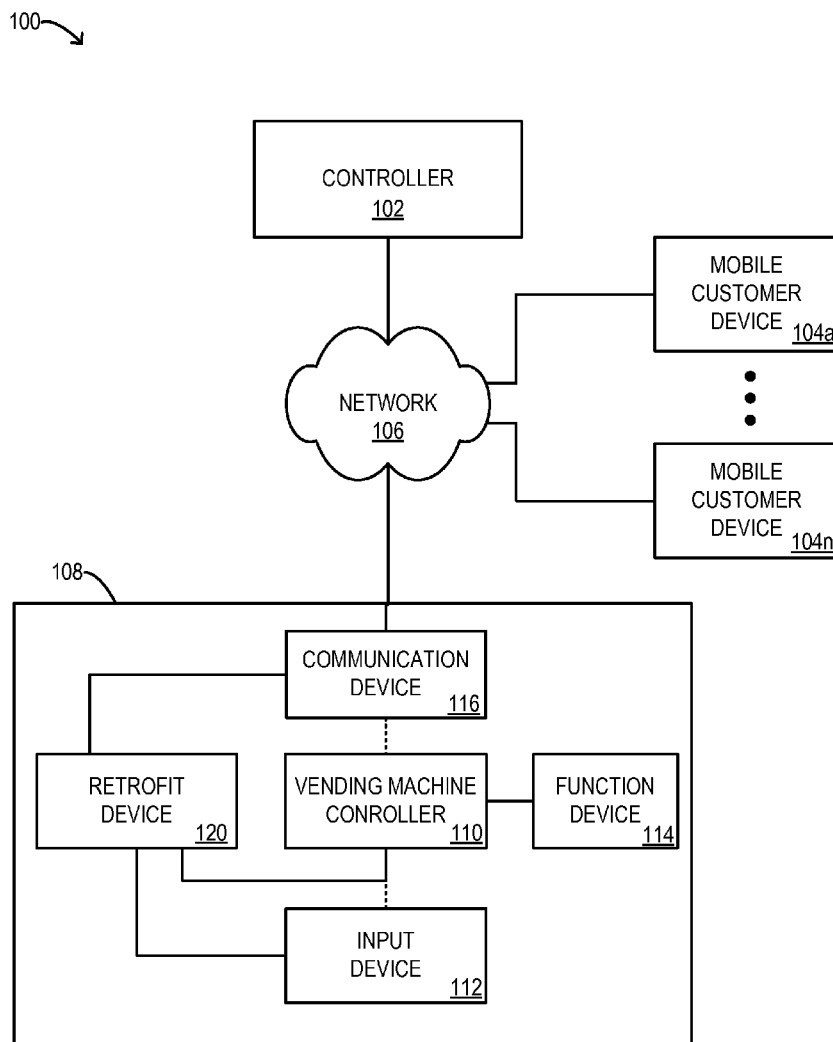 100
CONTROLLER
102
MOBILE
CUSTOMER
DEVICE
104a
NETWORK
106
MOBILE
CUSTOMER
DEVICE
104n
108
COMMUNICATION
DEVICE
116
RETROFIT
DEVICE
120
VENDING MACHINE
CONROLLER
110
FUNCTION
DEVICE
114
INPUT
DEVICE
112